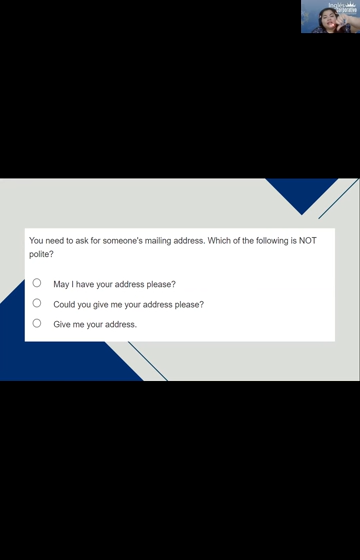 Inglés
You need to ask for someone's mailing address. Which of the following is NOT
polite?
May I have your address please?
Could you give me your address please?
Give me your address.